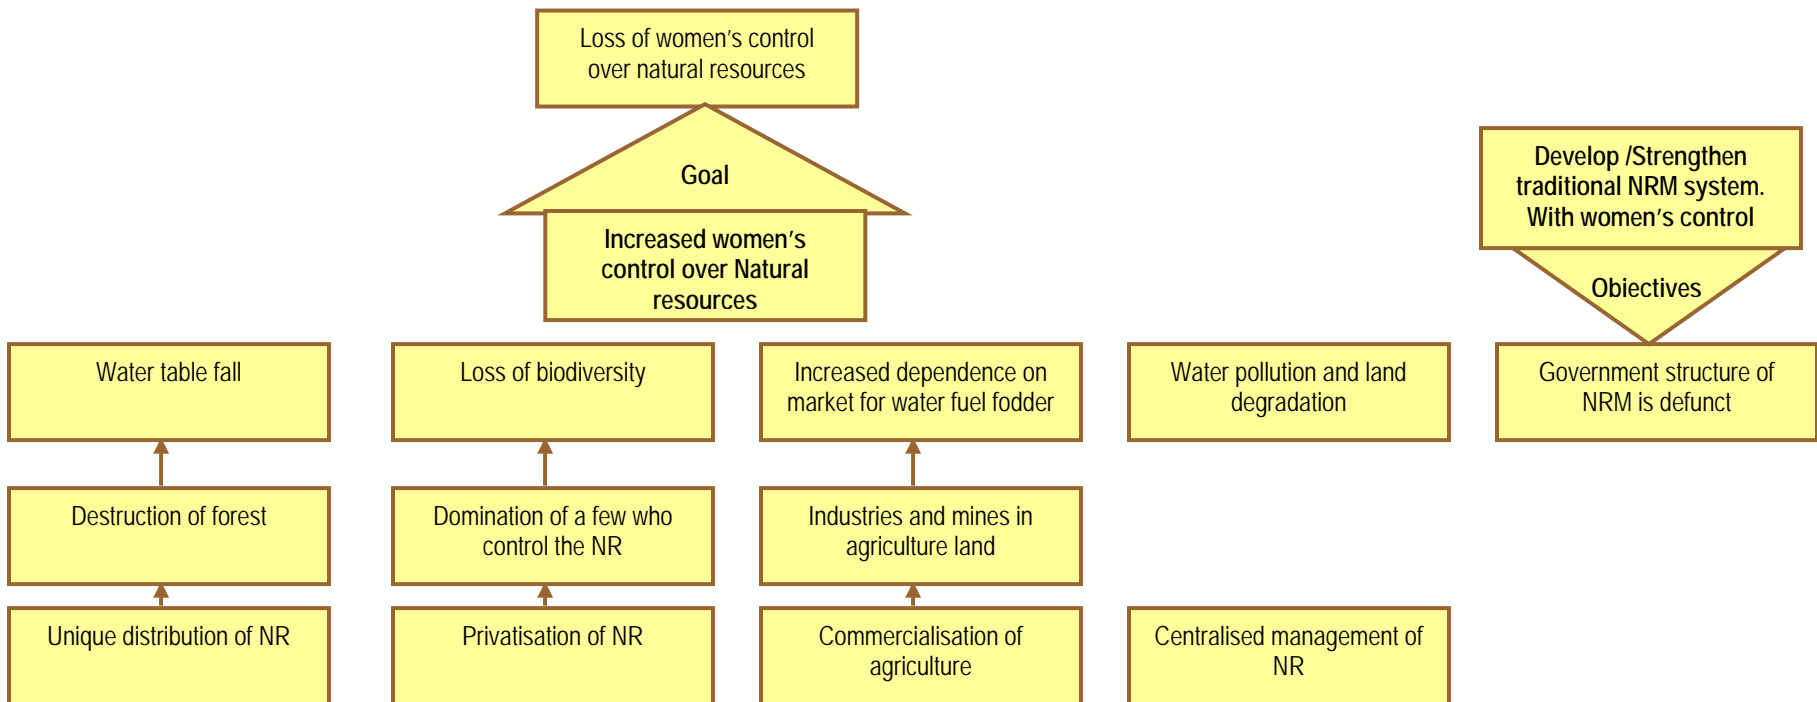 Loss of women's control
over natural resources
Goal
Increased women's
control over Natural
resources
Develop /Strengthen
traditional NRM system.
With women's control
Obiectives
Water table fall
Loss of biodiversity
Increased dependence on
market for water fuel fodder
Water pollution and land
degradation
Government structure of
NRM is defunct
Destruction of forest
Domination of a few who
control the NR
Industries and mines in
agriculture land
Unique distribution of NR
Privatisation of NR
Commercialisation of
agriculture
Centralised management of
NR